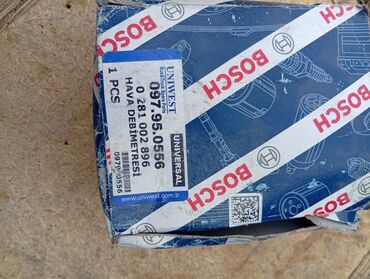 UNIWEST
UNIVERSAL
097.95.0556
0 281 002 896
HAVA DEBİMETRESİ
1 PCS
www.uniwest.com.tr
BOSCH
BOSCH
BOSCH
BOSCH